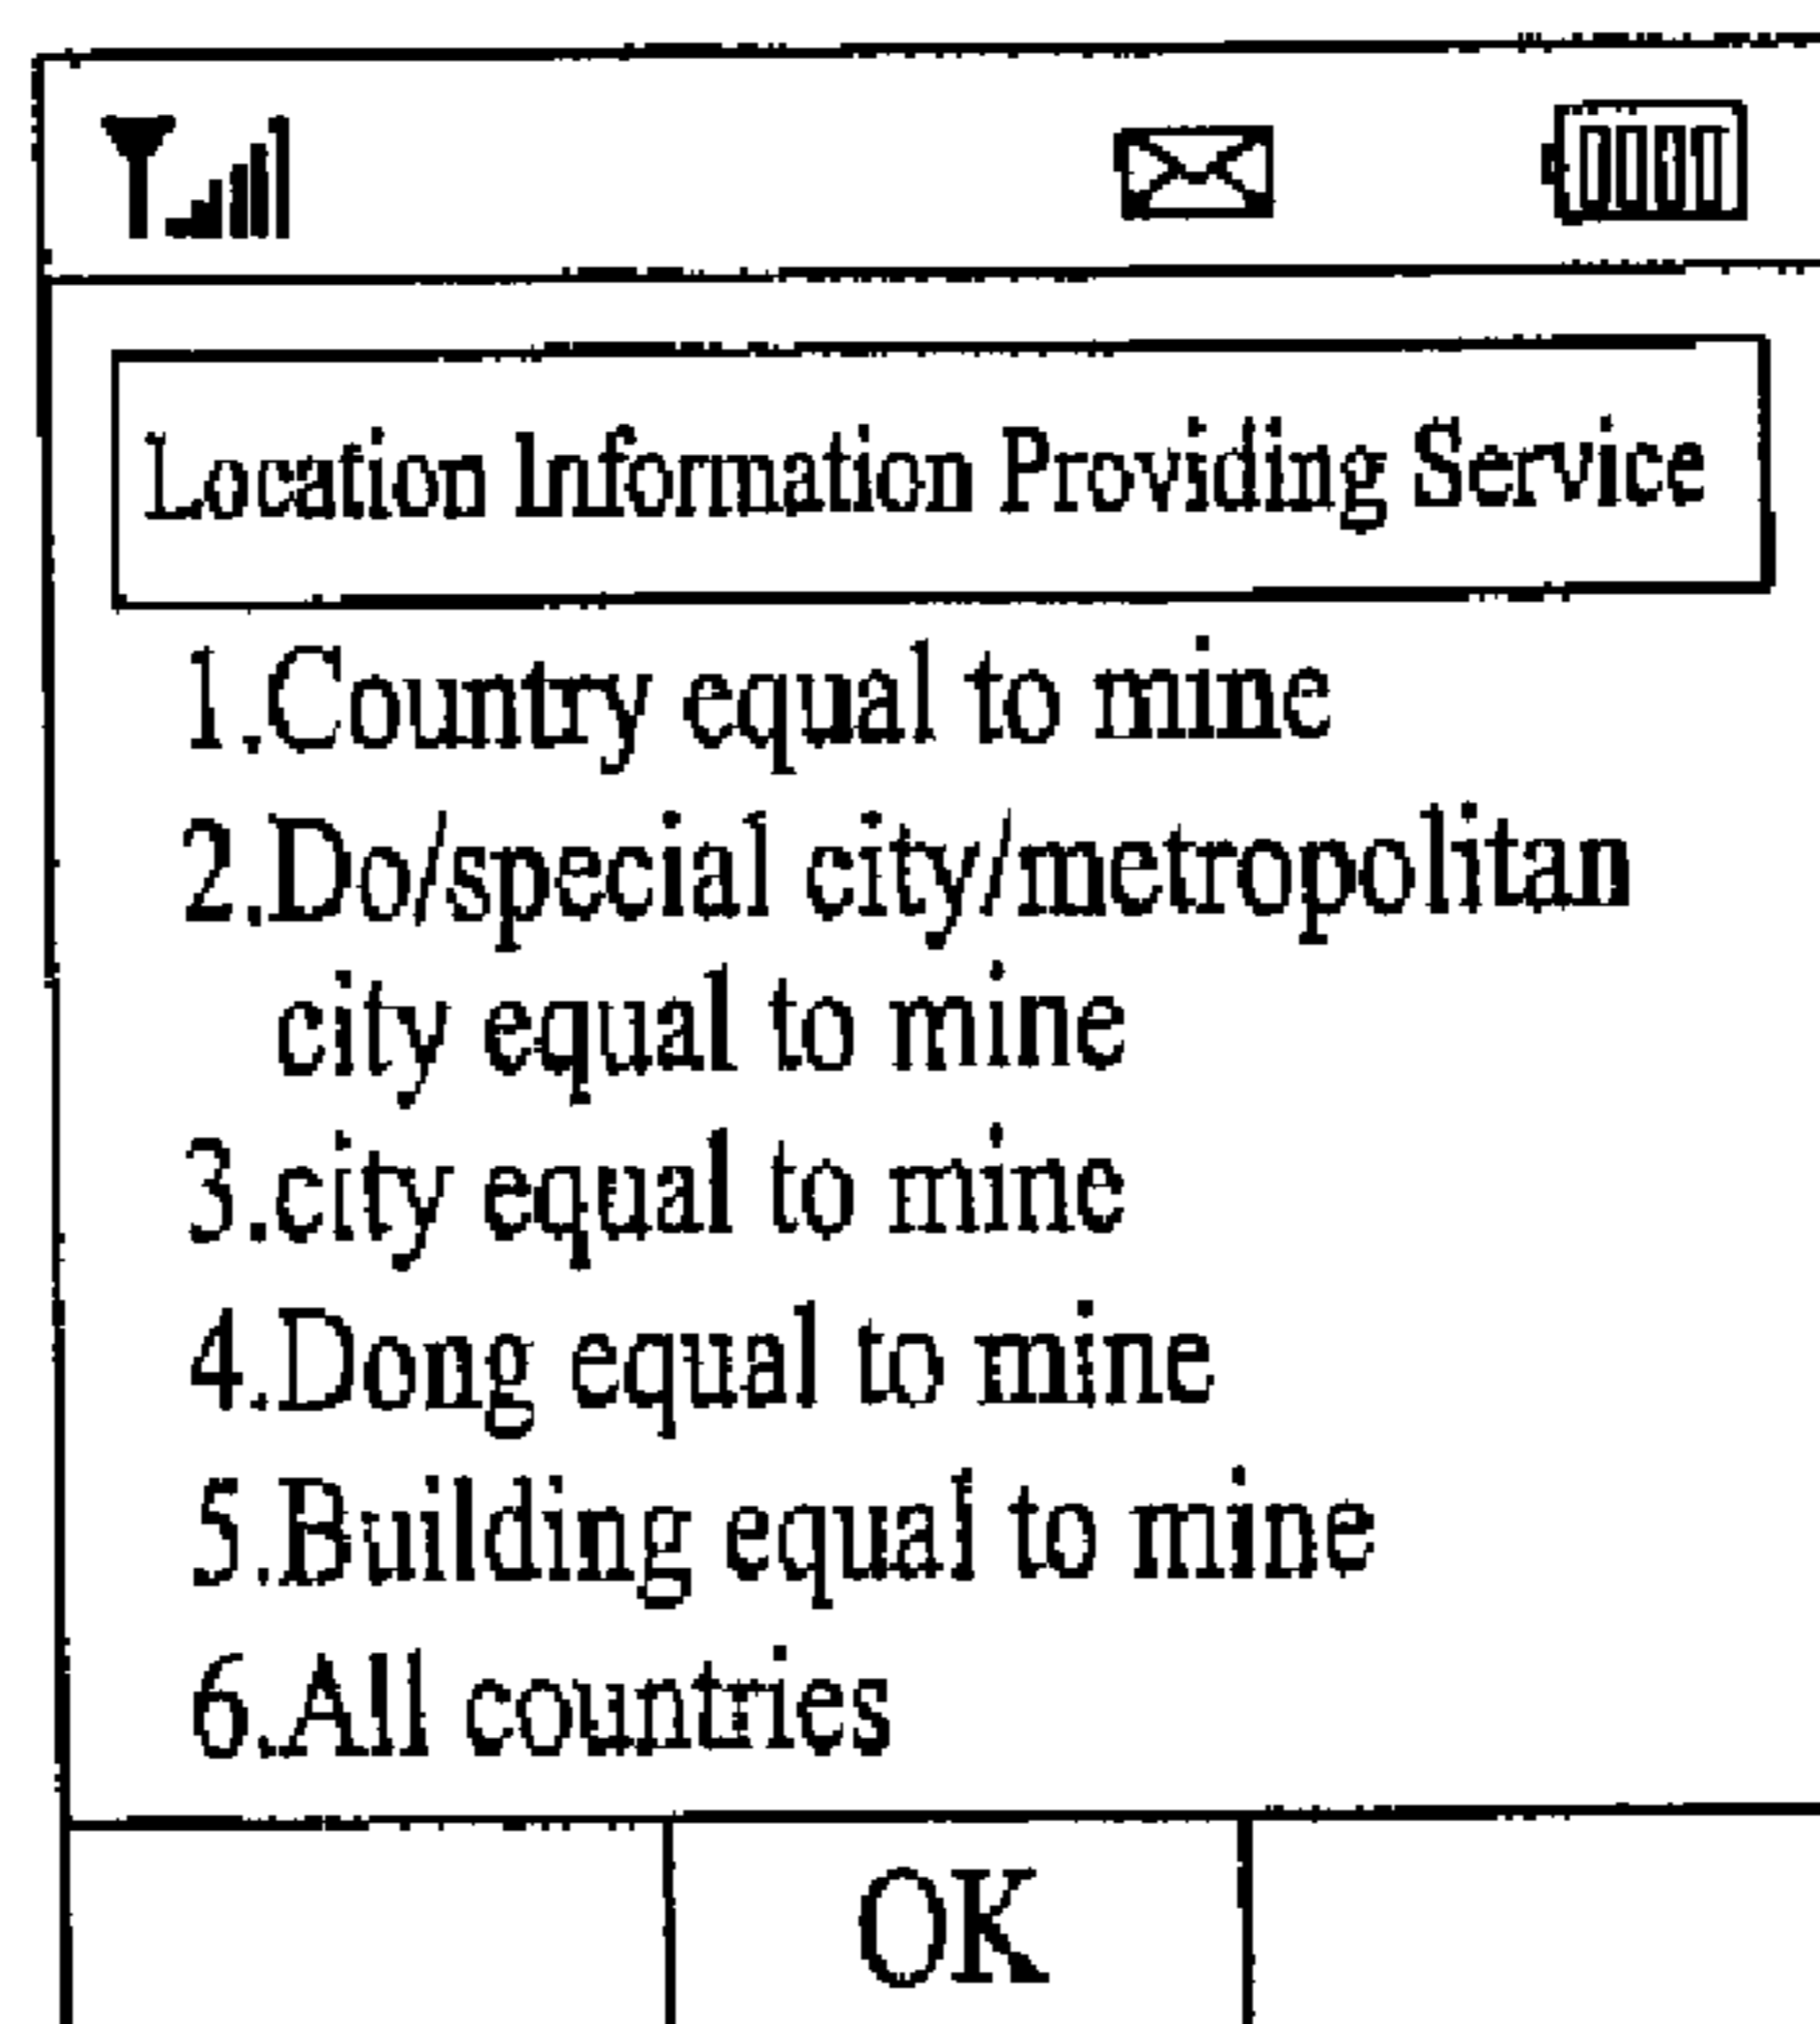 Location Information Providing Service
1.Country equal to mine
2.Do/special city/metropolitan
city equal to mine
3.city equal to mine
4.Dong equal to mine
5.Building equal to mine
6.All countries
OK